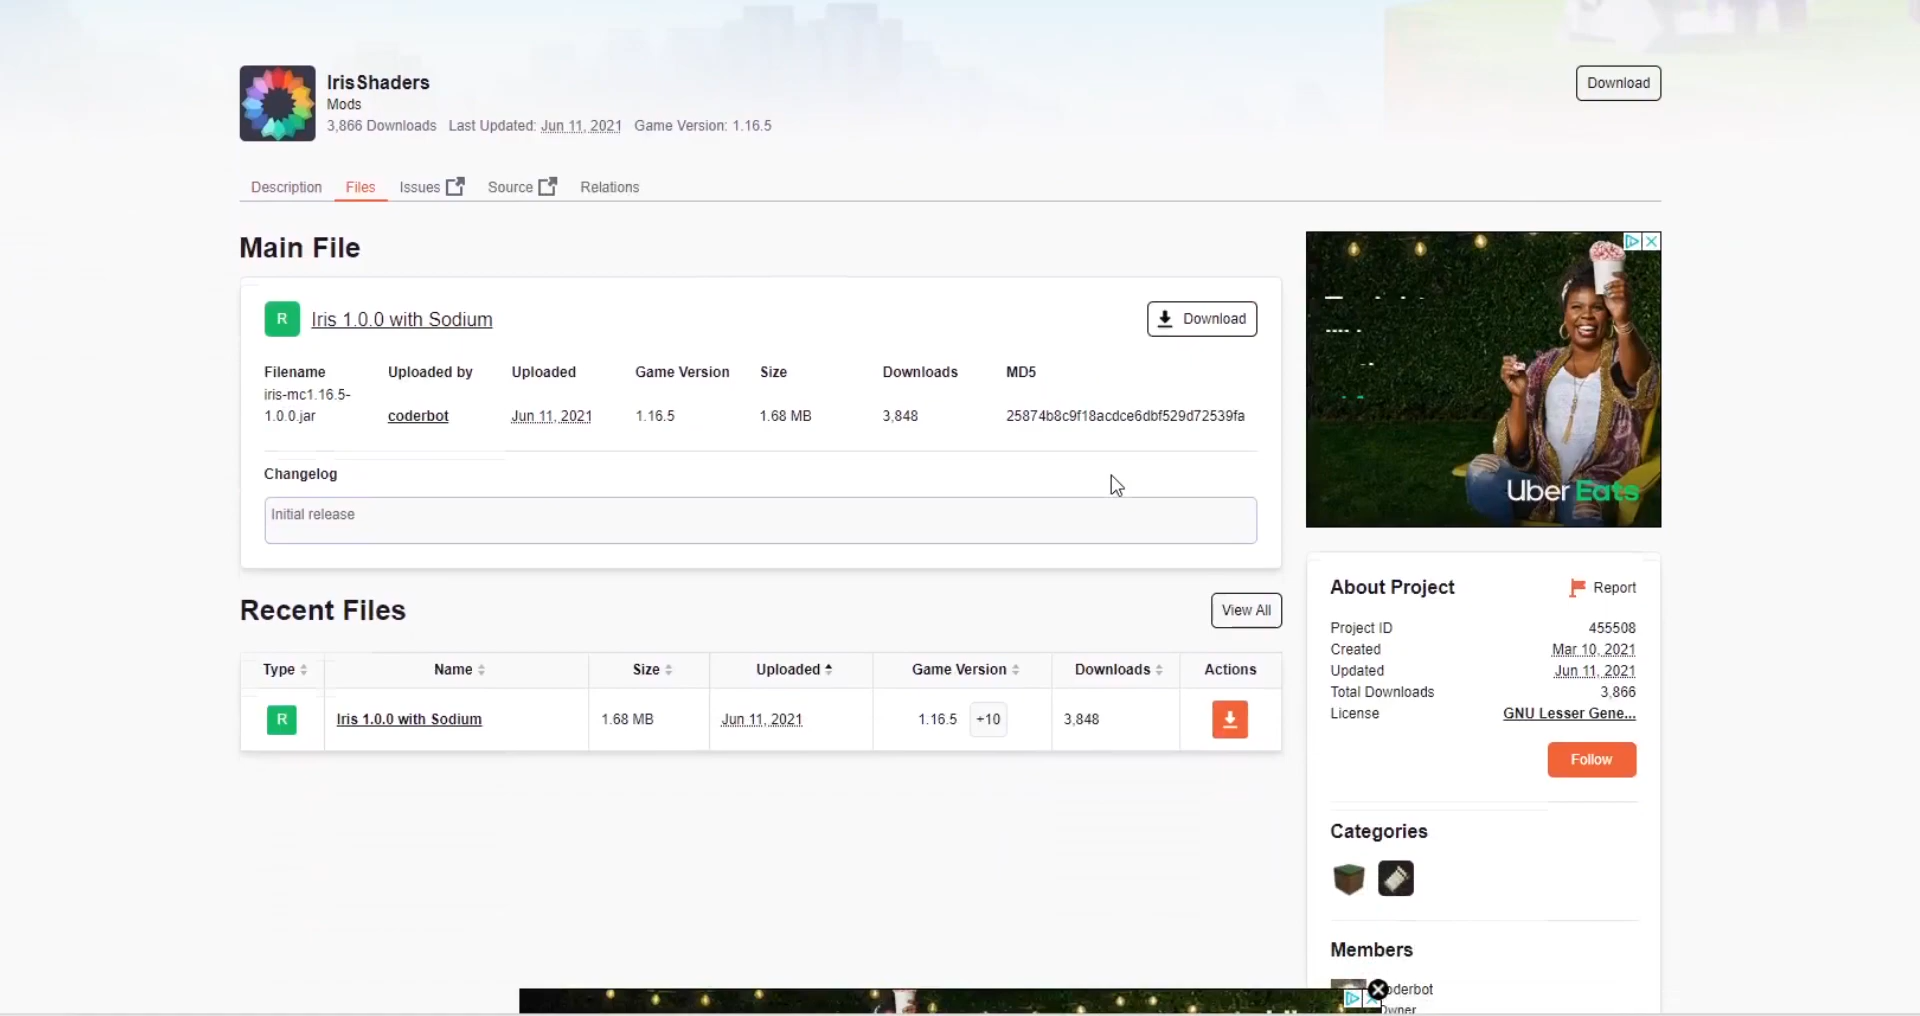 Iris Shaders
Mods
3,866 Downloads Last Updated: Jun 11, 2021 Game Version: 1.16.5
Download
Description Files Issues Source Relations
Main File
R Iris 1.0.0 with Sodium
Download
Filename Uploaded by Uploaded Game Version Size Downloads MD5
iris-mc1.16.5-
1.0.0.jar coderbot Jun 11, 2021 1.16.5 1.68 MB 3,848 25874b8c9f18acdce6dbf529d72539fa
Changelog
Initial release
Recent Files
View All
Type Name Size Uploaded Game Version Downloads Actions
R Iris 1.0.0 with Sodium 1.68 MB Jun 11, 2021 1.16.5 +10 3,848
Uber Eats
About Project
Report
Project ID 455508
Created Mar 10, 2021
Updated Jun 11, 2021
Total Downloads 3,866
License GNU Lesser Gene...
Follow
Categories
Members
oderbot
Owner